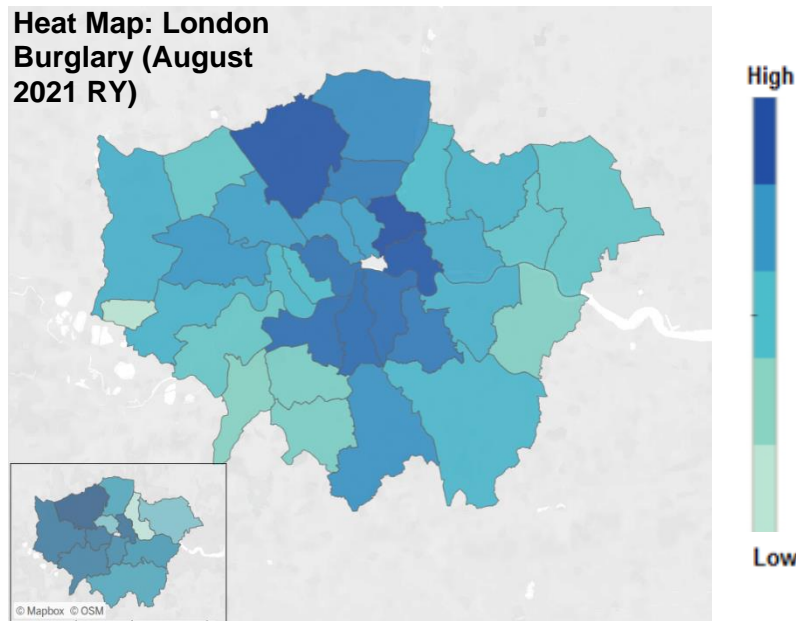 Heat Map: London
Burglary (August
2021 RY)
High
Low
© Mapbox © OSM